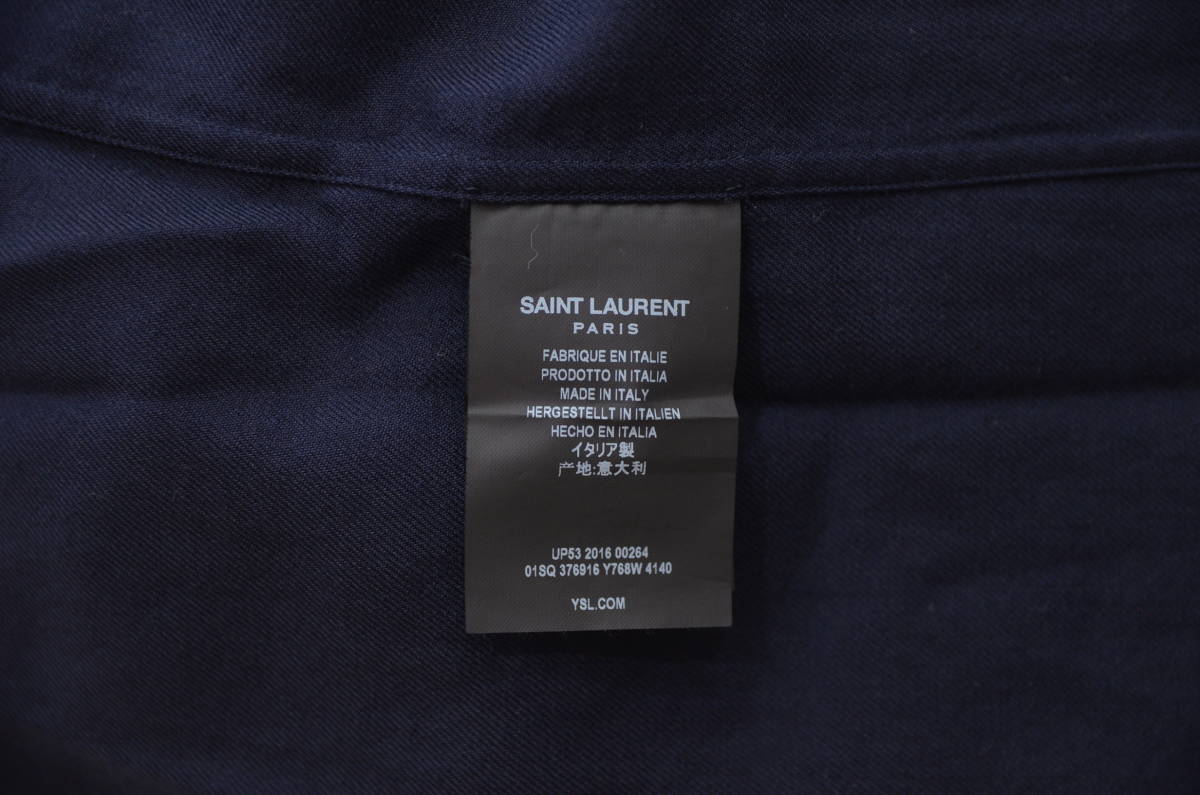 SAINT LAURENT
PARIS
FABRIQUE EN ITALIE
PRODOTTO IN ITALIA
MADE IN ITALY
HERGESTELLT IN ITALIEN
HECHO EN ITALIA
イタリア製
产地:意大利
UP53 2016 00264
01SQ 376916 Y768W 4140
YSL.COM